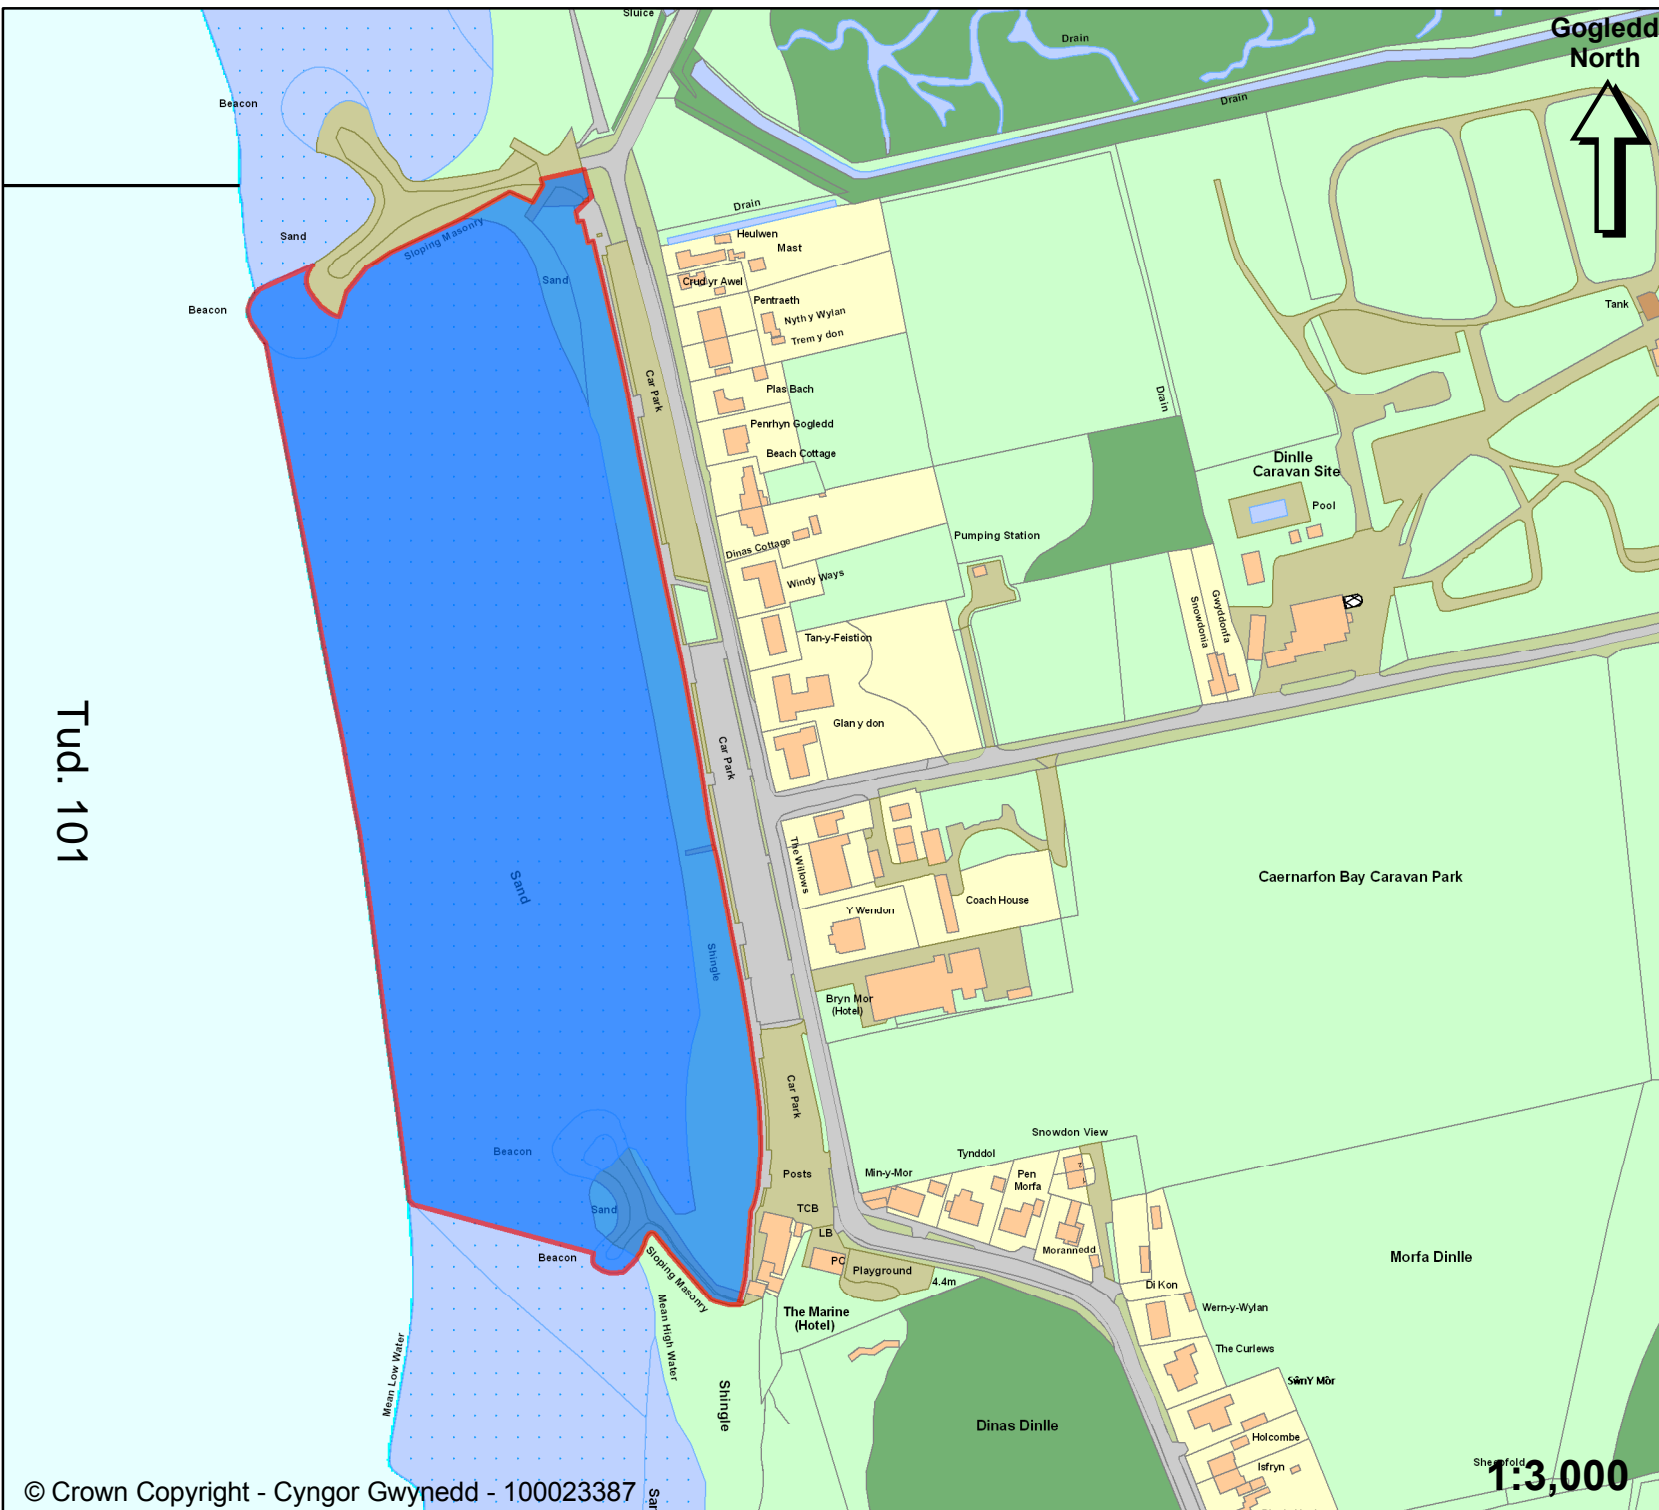 Sluice
Gogledd
North
Drain
Beacon
Drain
Drain
Sand
Sloping Masonry
Heulwen
Mast
Sand
Crud yr Awel
Beacon
Pentraeth
Nyth y Wylan
Trem y don
Tank
Car Park
Plas Bach
Drain
Penrhyn Gogledd
Beach Cottage
Dinlle
Caravan Site
Pool
Dinas Cottage
Pumping Station
Windy Ways
Snowdonia
Gwyddonfa
Tan-y-Feistion
Glan y don
Tud. 101
Car Park
The Willows
Sand
Caernarfon Bay Caravan Park
Coach House
Y Wendon
Shingle
Bryn Mor
(Hotel)
Car Park
Snowdon View
Beacon
Tynddol
Min-y-Mor
Pen
Morfa
Posts
Sand
TCB
LB
Morannedd
Beacon
Sloping Masonry
PC
Playground
4.4m
Morfa Dinlle
Di Kon
Mean High Water
The Marine
(Hotel)
Wern-y-Wylan
Mean Low Water
The Curlews
Sŵn Y Môr
Shingle
Dinas Dinlle
Holcombe
Isfryn
Sheepfold
1:3,000
© Crown Copyright - Cyngor Gwynedd - 100023387